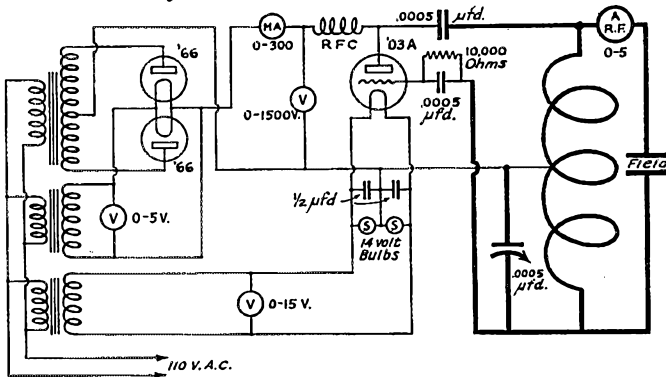 '66
'66
MA
0-300
RFC
V
0-1500V.
'03A
.0005
µfd.
10,000
Ohms
.0005
µfd.
A
R.F.
0-5
Field
V
0-5 V.
½ µfd
S
S
14 volt
Bulbs
.0005
µfd.
V
0-15 V.
110 V. A.C.